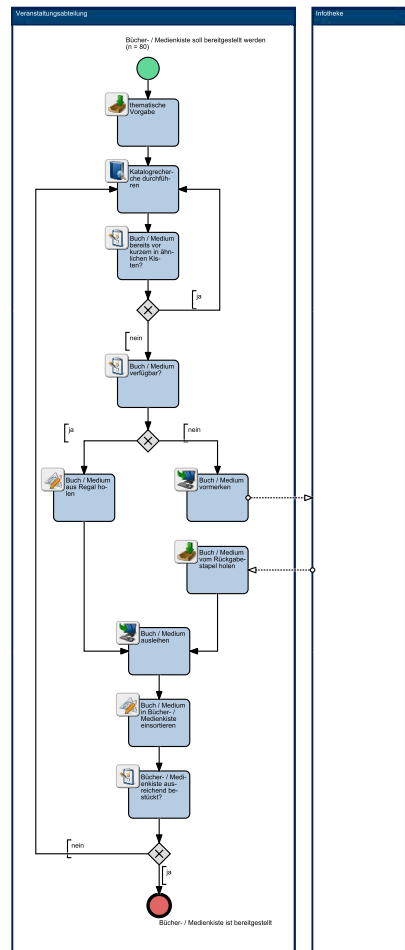 Veranstaltungsabteilung
Infotheke
Bücher- / Medienkiste soll bereitgestellt werden
(n = 80)
thematische
Vorgabe
Katalogrecher-
che durchfüh-
ren
Buch / Medium
bereits vor
kurzem in ähn-
lichen Kis-
ten?
ja
nein
Buch / Medium
verfügbar?
ja
nein
Buch / Medium
aus Regal ho-
len
Buch / Medium
vormerken
Buch / Medium
vom Rückgabe-
stapel holen
Buch / Medium
ausleihen
Buch / Medium
in Bücher- /
Medienkiste
einsortieren
Bücher- / Medi-
enkiste aus-
reichend be-
stückt?
nein
ja
Bücher- / Medienkiste ist bereitgestellt